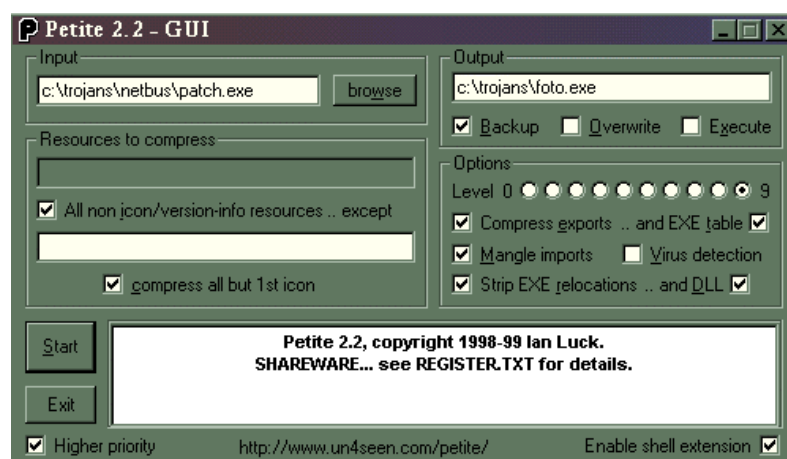 Petite 2.2 - GUI
Input
c:\trojans\netbus\patch.exe
browse
Output
c:\trojans\foto.exe
Backup
Overwrite
Execute
Resources to compress
All non icon/version-info resources .. except
compress all but 1st icon
Options
Level 0 9
Compress exports .. and EXE table
Mangle imports
Virus detection
Strip EXE relocations .. and DLL
Start
Exit
Petite 2.2, copyright 1998-99 Ian Luck.
SHAREWARE... see REGISTER.TXT for details.
Higher priority
http://www.un4seen.com/petite/
Enable shell extension